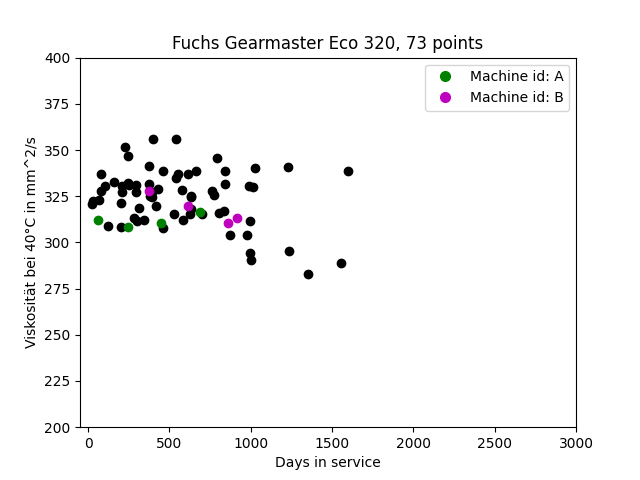 Fuchs Gearmaster Eco 320, 73 points
Machine id: A
Machine id: B
Viskosität bei 40°C in mm^2/s
400
375
350
325
300
275
250
225
200
0 500 1000 1500 2000 2500 3000
Days in service